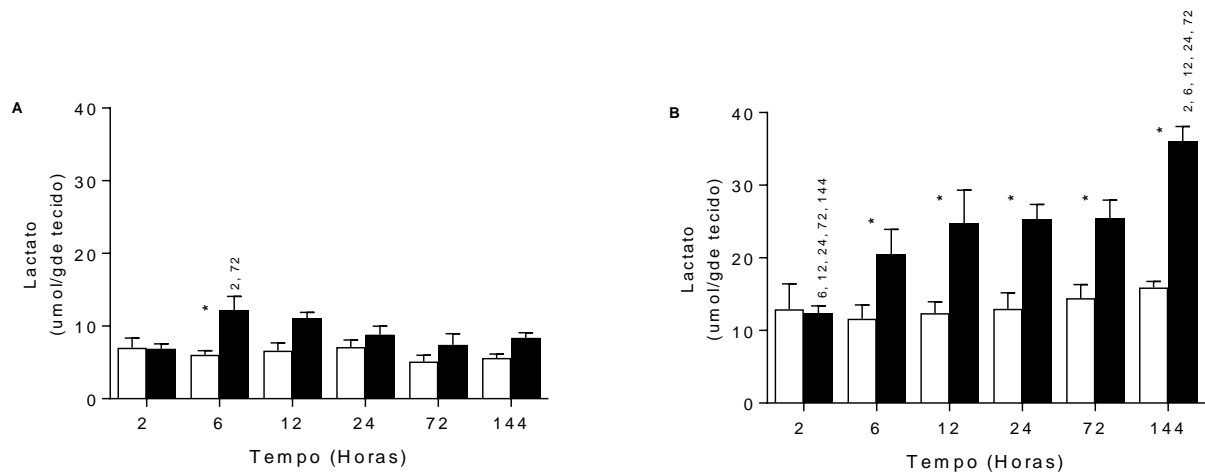 A
Lactato
(umol/gde tecido)
40
30
20
10
0
*
2, 72
2 6 12 24 72 144
Tempo (Horas)
B
Lactato
(umol/gde tecido)
40
30
20
10
0
6, 12, 24, 72, 144
*
*
*
*
*
2, 6, 12, 24, 72
2 6 12 24 72 144
Tempo (Horas)